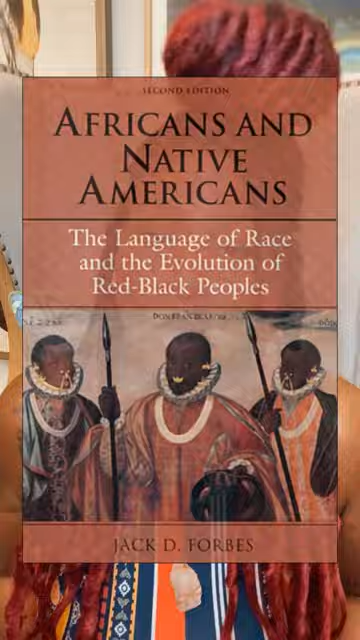 SECOND EDITION
AFRICANS AND
NATIVE
AMERICANS
The Language of Race
and the Evolution of
Red-Black Peoples
JACK D. FORBES